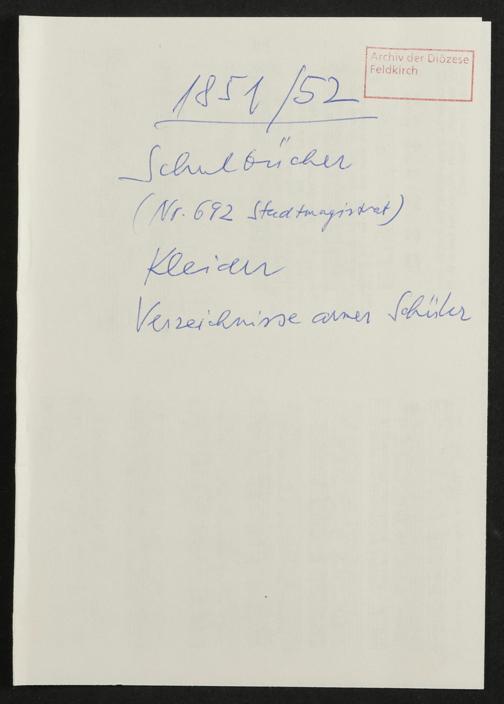 Archiv der Diözese
Feldkirch
1851/52
Schulbücher
(Nr. 692 Stadtmagistrat)
Kleider
Verzeichnisse armer Schüler